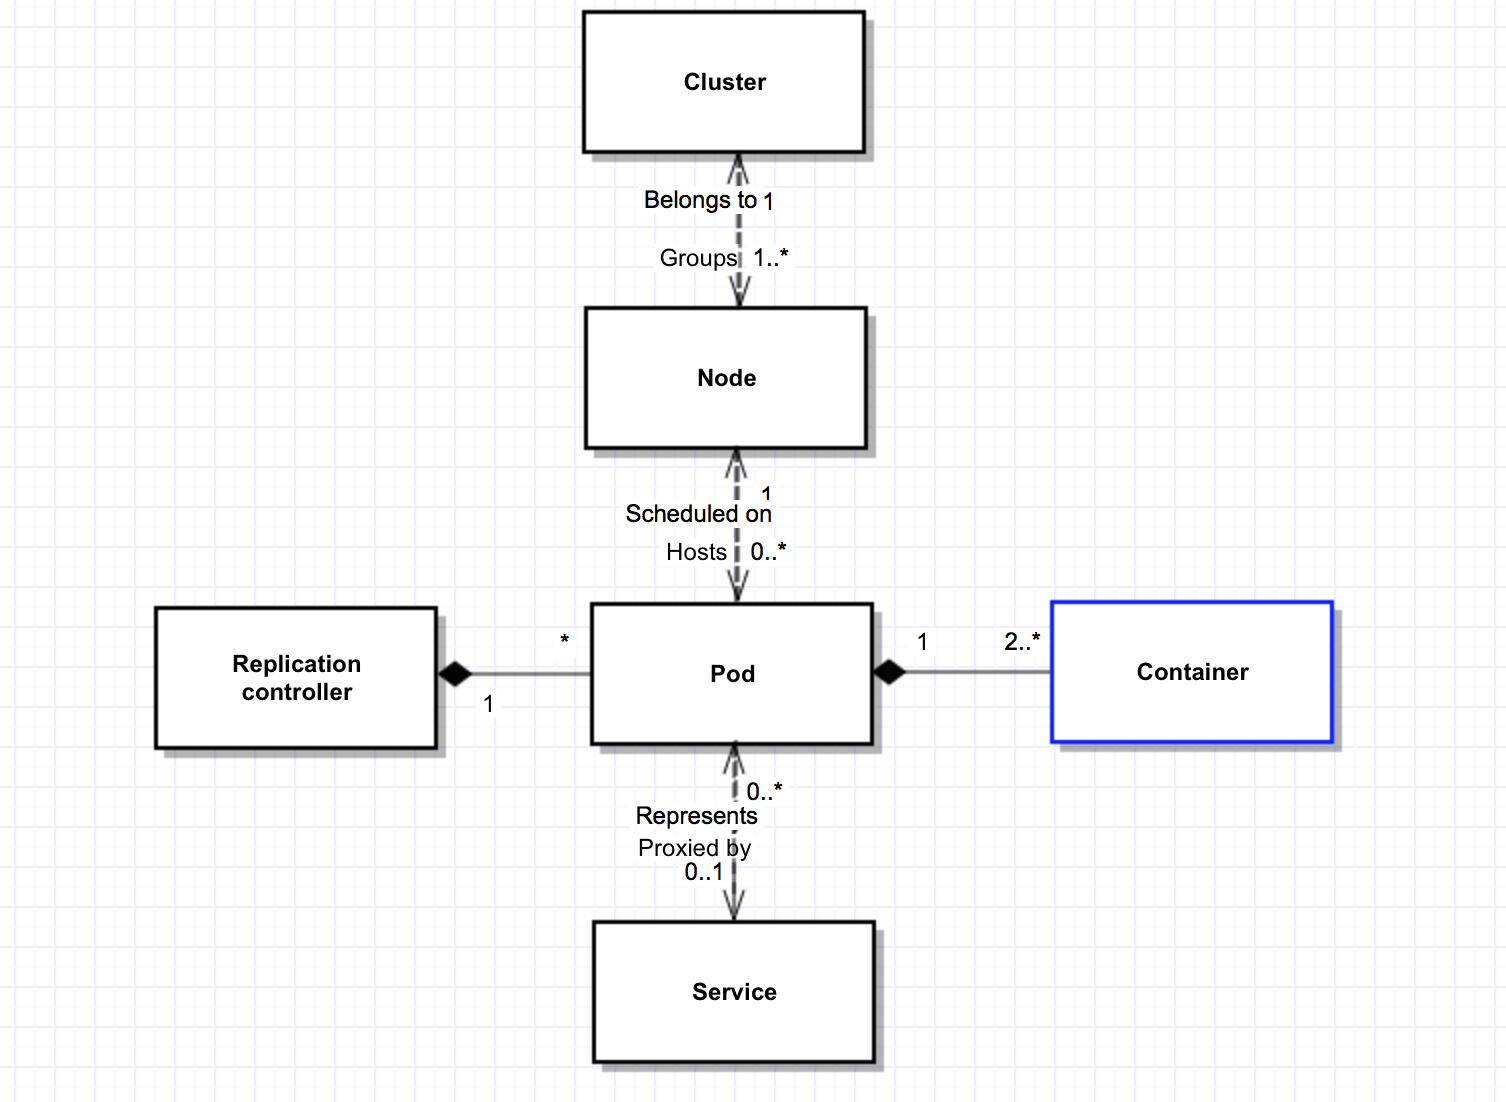 Cluster
Belongs to 1
Groups 1..*
Node
1
Scheduled on
Hosts 0..*
Replication
controller
1
*
Pod
1
2..*
Container
0..*
Represents
Proxied by
0..1
Service